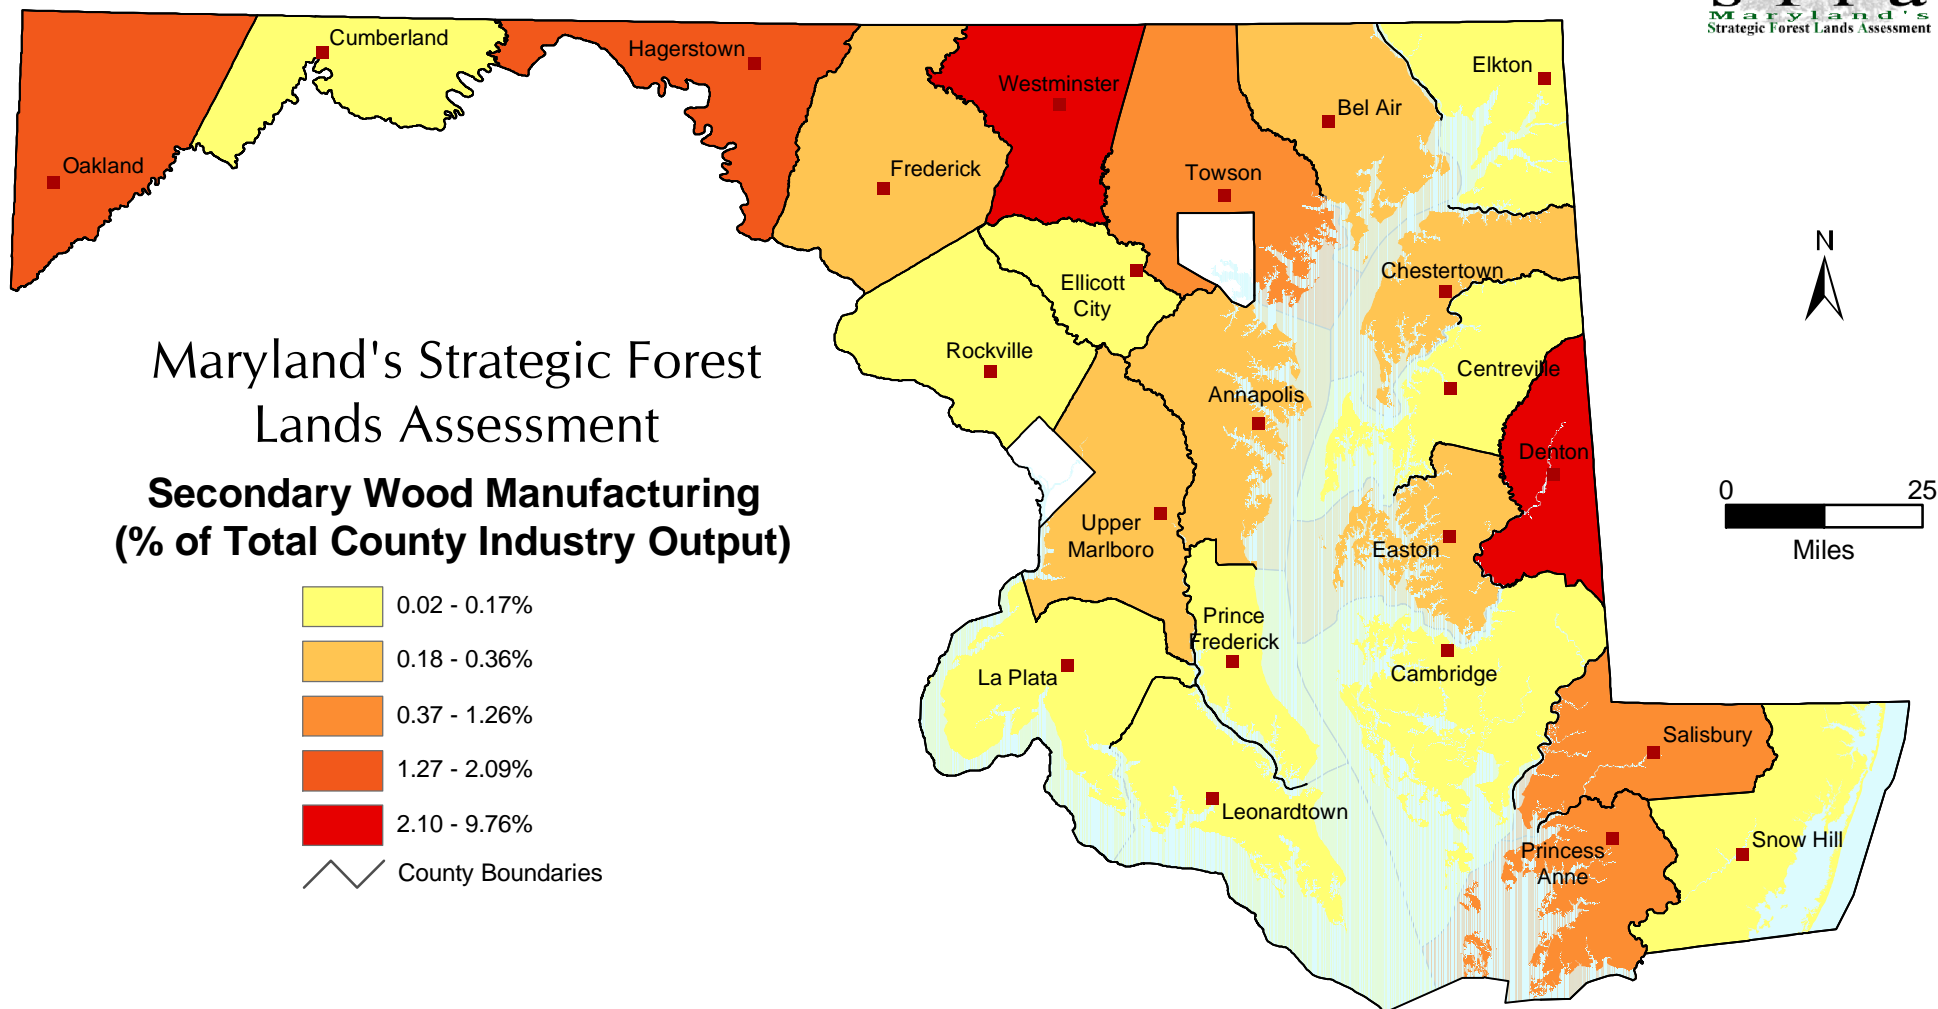 Maryland's
Strategic Forest Lands Assessment
Cumberland
Hagerstown
Westminster
Elkton
Bel Air
Oakland
Frederick
Towson
N
Chestertown
Ellicott
City
Rockville
Centreville
Annapolis
Maryland's Strategic Forest
Lands Assessment
Secondary Wood Manufacturing
(% of Total County Industry Output)
Denton
0 25
Miles
Upper
Marlboro
Easton
0.02 - 0.17%
0.18 - 0.36%
0.37 - 1.26%
1.27 - 2.09%
2.10 - 9.76%
County Boundaries
Prince
Frederick
La Plata
Cambridge
Salisbury
Leonardtown
Princess
Anne
Snow Hill